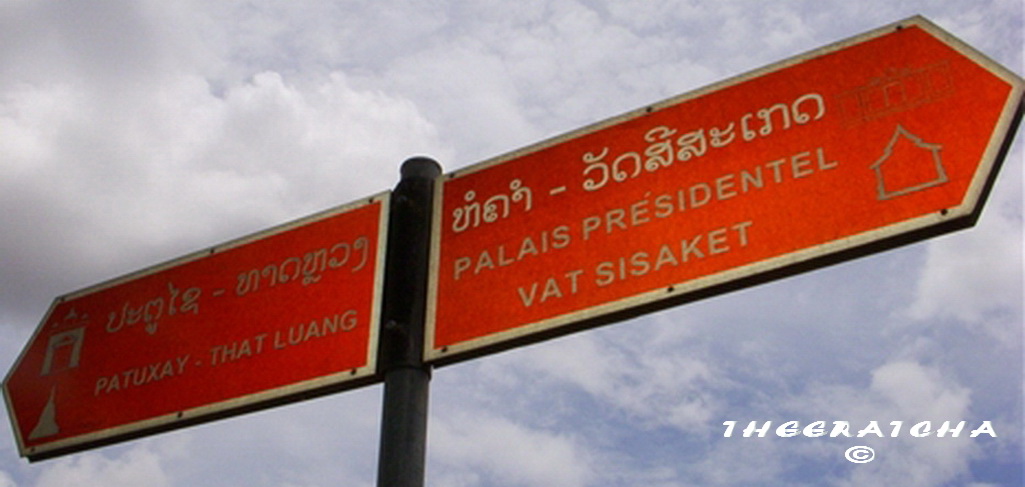 ປະຕູໄຊ - ທາດຫຼວງ
PATUXAY - THAT LUANG
ຫໍຄຳ - ວັດສີສະເກດ
PALAIS PRÉSIDENTEL
VAT SISAKET
THEERATCHA
©